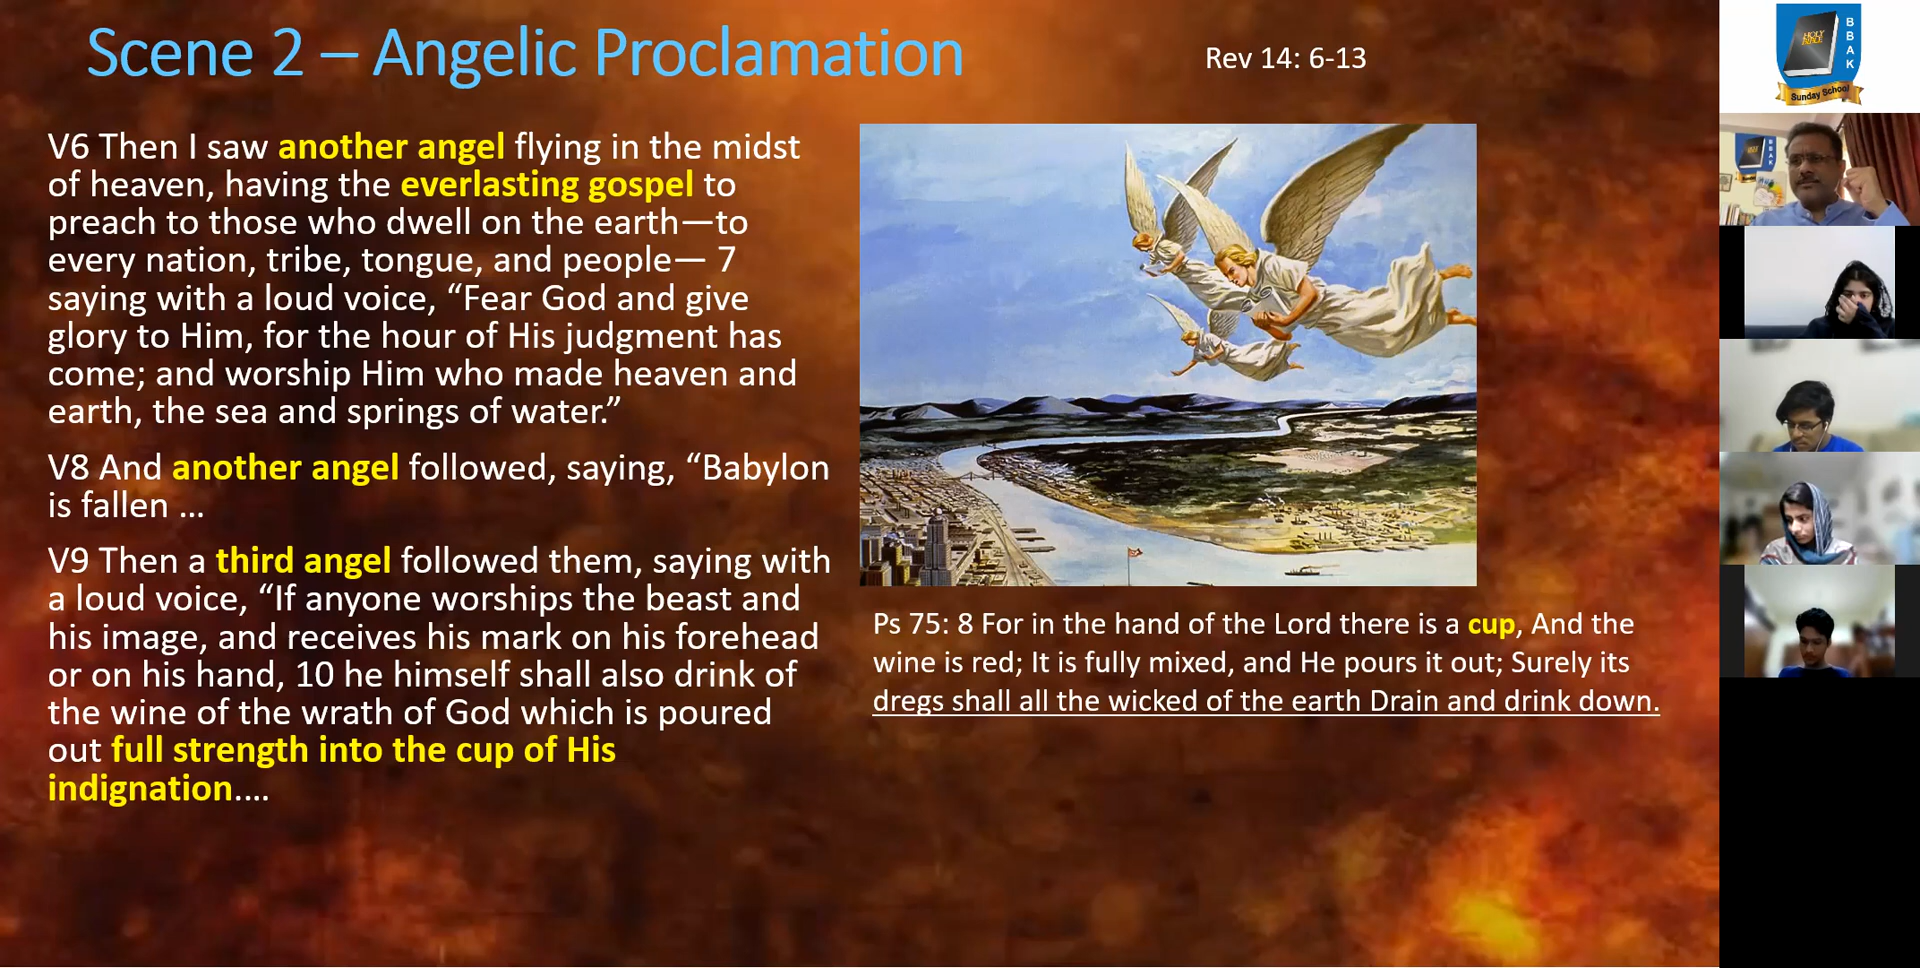 Scene 2 – Angelic Proclamation
Rev 14: 6-13
V6 Then I saw another angel flying in the midst
of heaven, having the everlasting gospel to
preach to those who dwell on the earth—to
every nation, tribe, tongue, and people— 7
saying with a loud voice, “Fear God and give
glory to Him, for the hour of His judgment has
come; and worship Him who made heaven and
earth, the sea and springs of water.”
V8 And another angel followed, saying, “Babylon
is fallen ...
V9 Then a third angel followed them, saying with
a loud voice, “If anyone worships the beast and
his image, and receives his mark on his forehead
or on his hand, 10 he himself shall also drink of
the wine of the wrath of God which is poured
out full strength into the cup of His
indignation....
Ps 75: 8 For in the hand of the Lord there is a cup, And the
wine is red; It is fully mixed, and He pours it out; Surely its
dregs shall all the wicked of the earth Drain and drink down.
HOLY
BIBLE
B
B
A
K
Sunday School